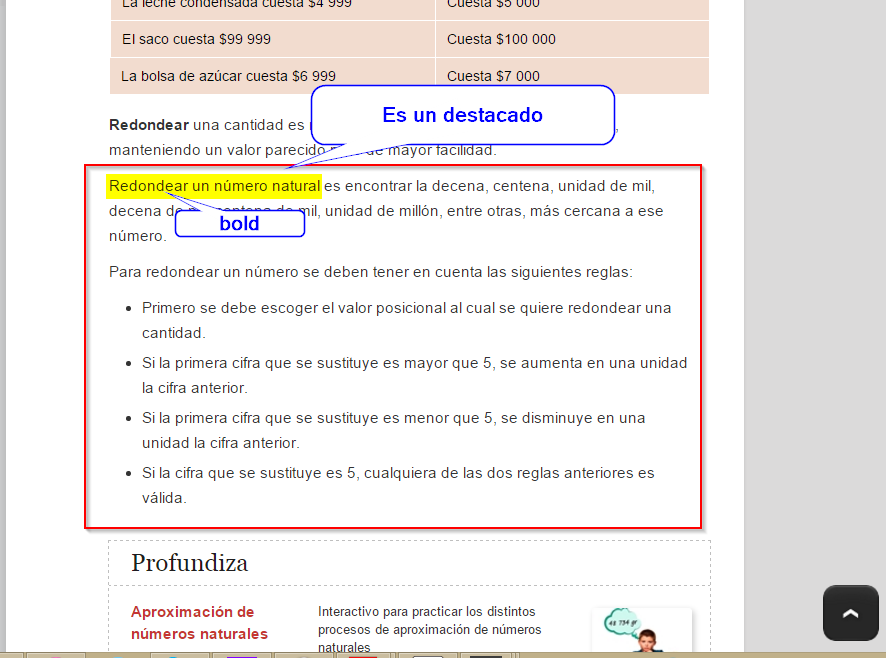 La leche condensada cuesta $4 999
Cuesta $5 000
El saco cuesta $99 999
Cuesta $100 000
La bolsa de azúcar cuesta $6 999
Cuesta $7 000
Es un destacado
Redondear una cantidad es
manteniendo un valor parecido de mayor facilidad.
Redondear un número natural es encontrar la decena, centena, unidad de mil,
decena de mil, unidad de millón, entre otras, más cercana a ese
bold
número.
Para redondear un número se deben tener en cuenta las siguientes reglas:
• Primero se debe escoger el valor posicional al cual se quiere redondear una
cantidad.
• Si la primera cifra que se sustituye es mayor que 5, se aumenta en una unidad
la cifra anterior.
• Si la primera cifra que se sustituye es menor que 5, se disminuye en una
unidad la cifra anterior.
• Si la cifra que se sustituye es 5, cualquiera de las dos reglas anteriores es
válida.
Profundiza
Aproximación de
números naturales
Interactivo para practicar los distintos
procesos de aproximación de números
naturales